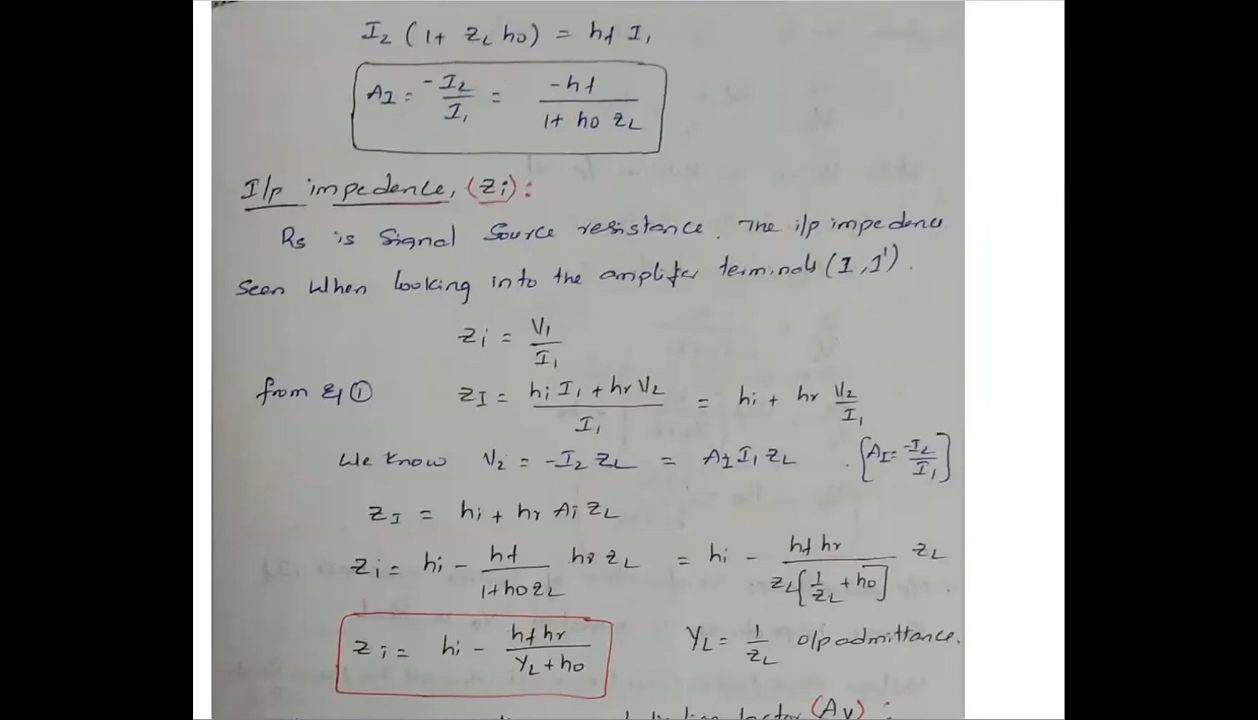 I2 (1+ ZL ho) = hf I1
AI = -IL/I1 = -hf/(1+ ho ZL)
I/p impedence, (Zi):
Rs is Signal Source resistance. The i/p impedence
Seen When looking into the amplifer terminals (1,1').
Zi = V1/I1
from Eq ① ZI = (hi I1 + hr V2)/I1 = hi + hr V2/I1
We know V2 = -I2 ZL = AI I1 ZL . [AI = -IL/I1]
ZI = hi + hr Ai ZL
Zi = hi - hf/(1+ho ZL) hr ZL = hi - hf hr/(ZL[1/ZL + ho]) ZL
Zi = hi - hf hr/(YL + ho) YL = 1/ZL o/p admittance.
(Av) :